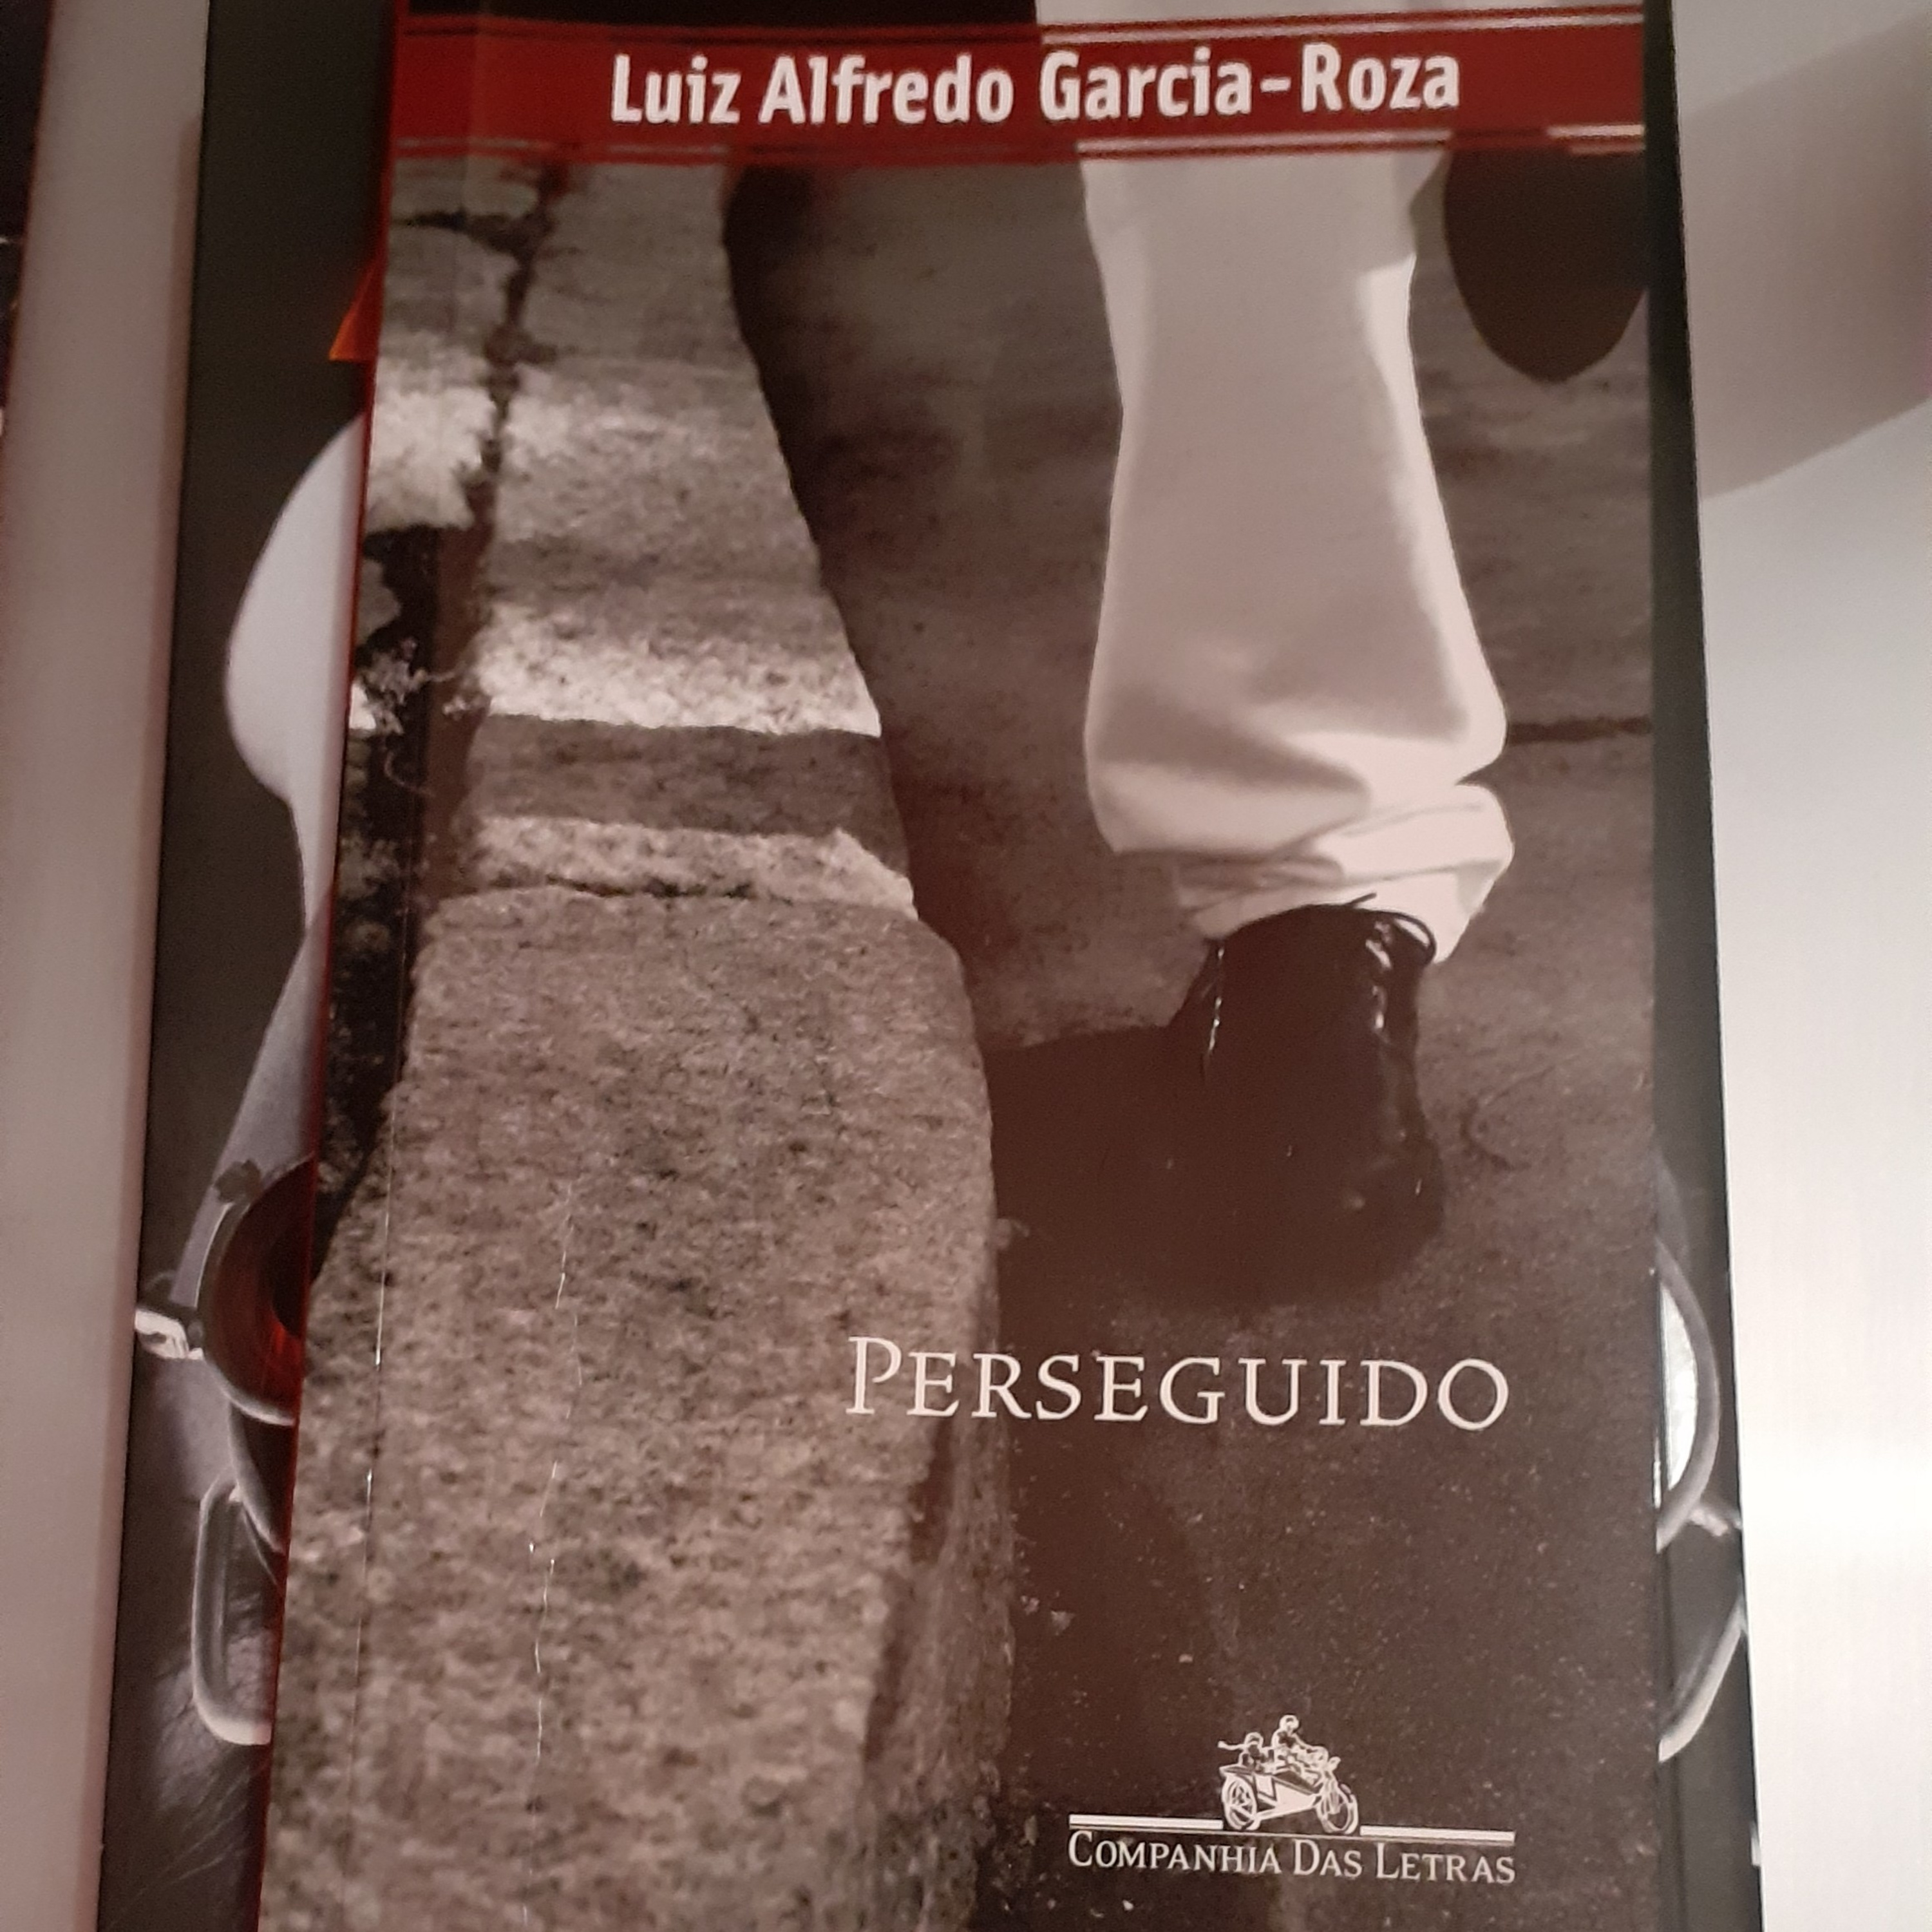 Luiz Alfredo Garcia-Roza
PERSEGUIDO
COMPANHIA DAS LETRAS